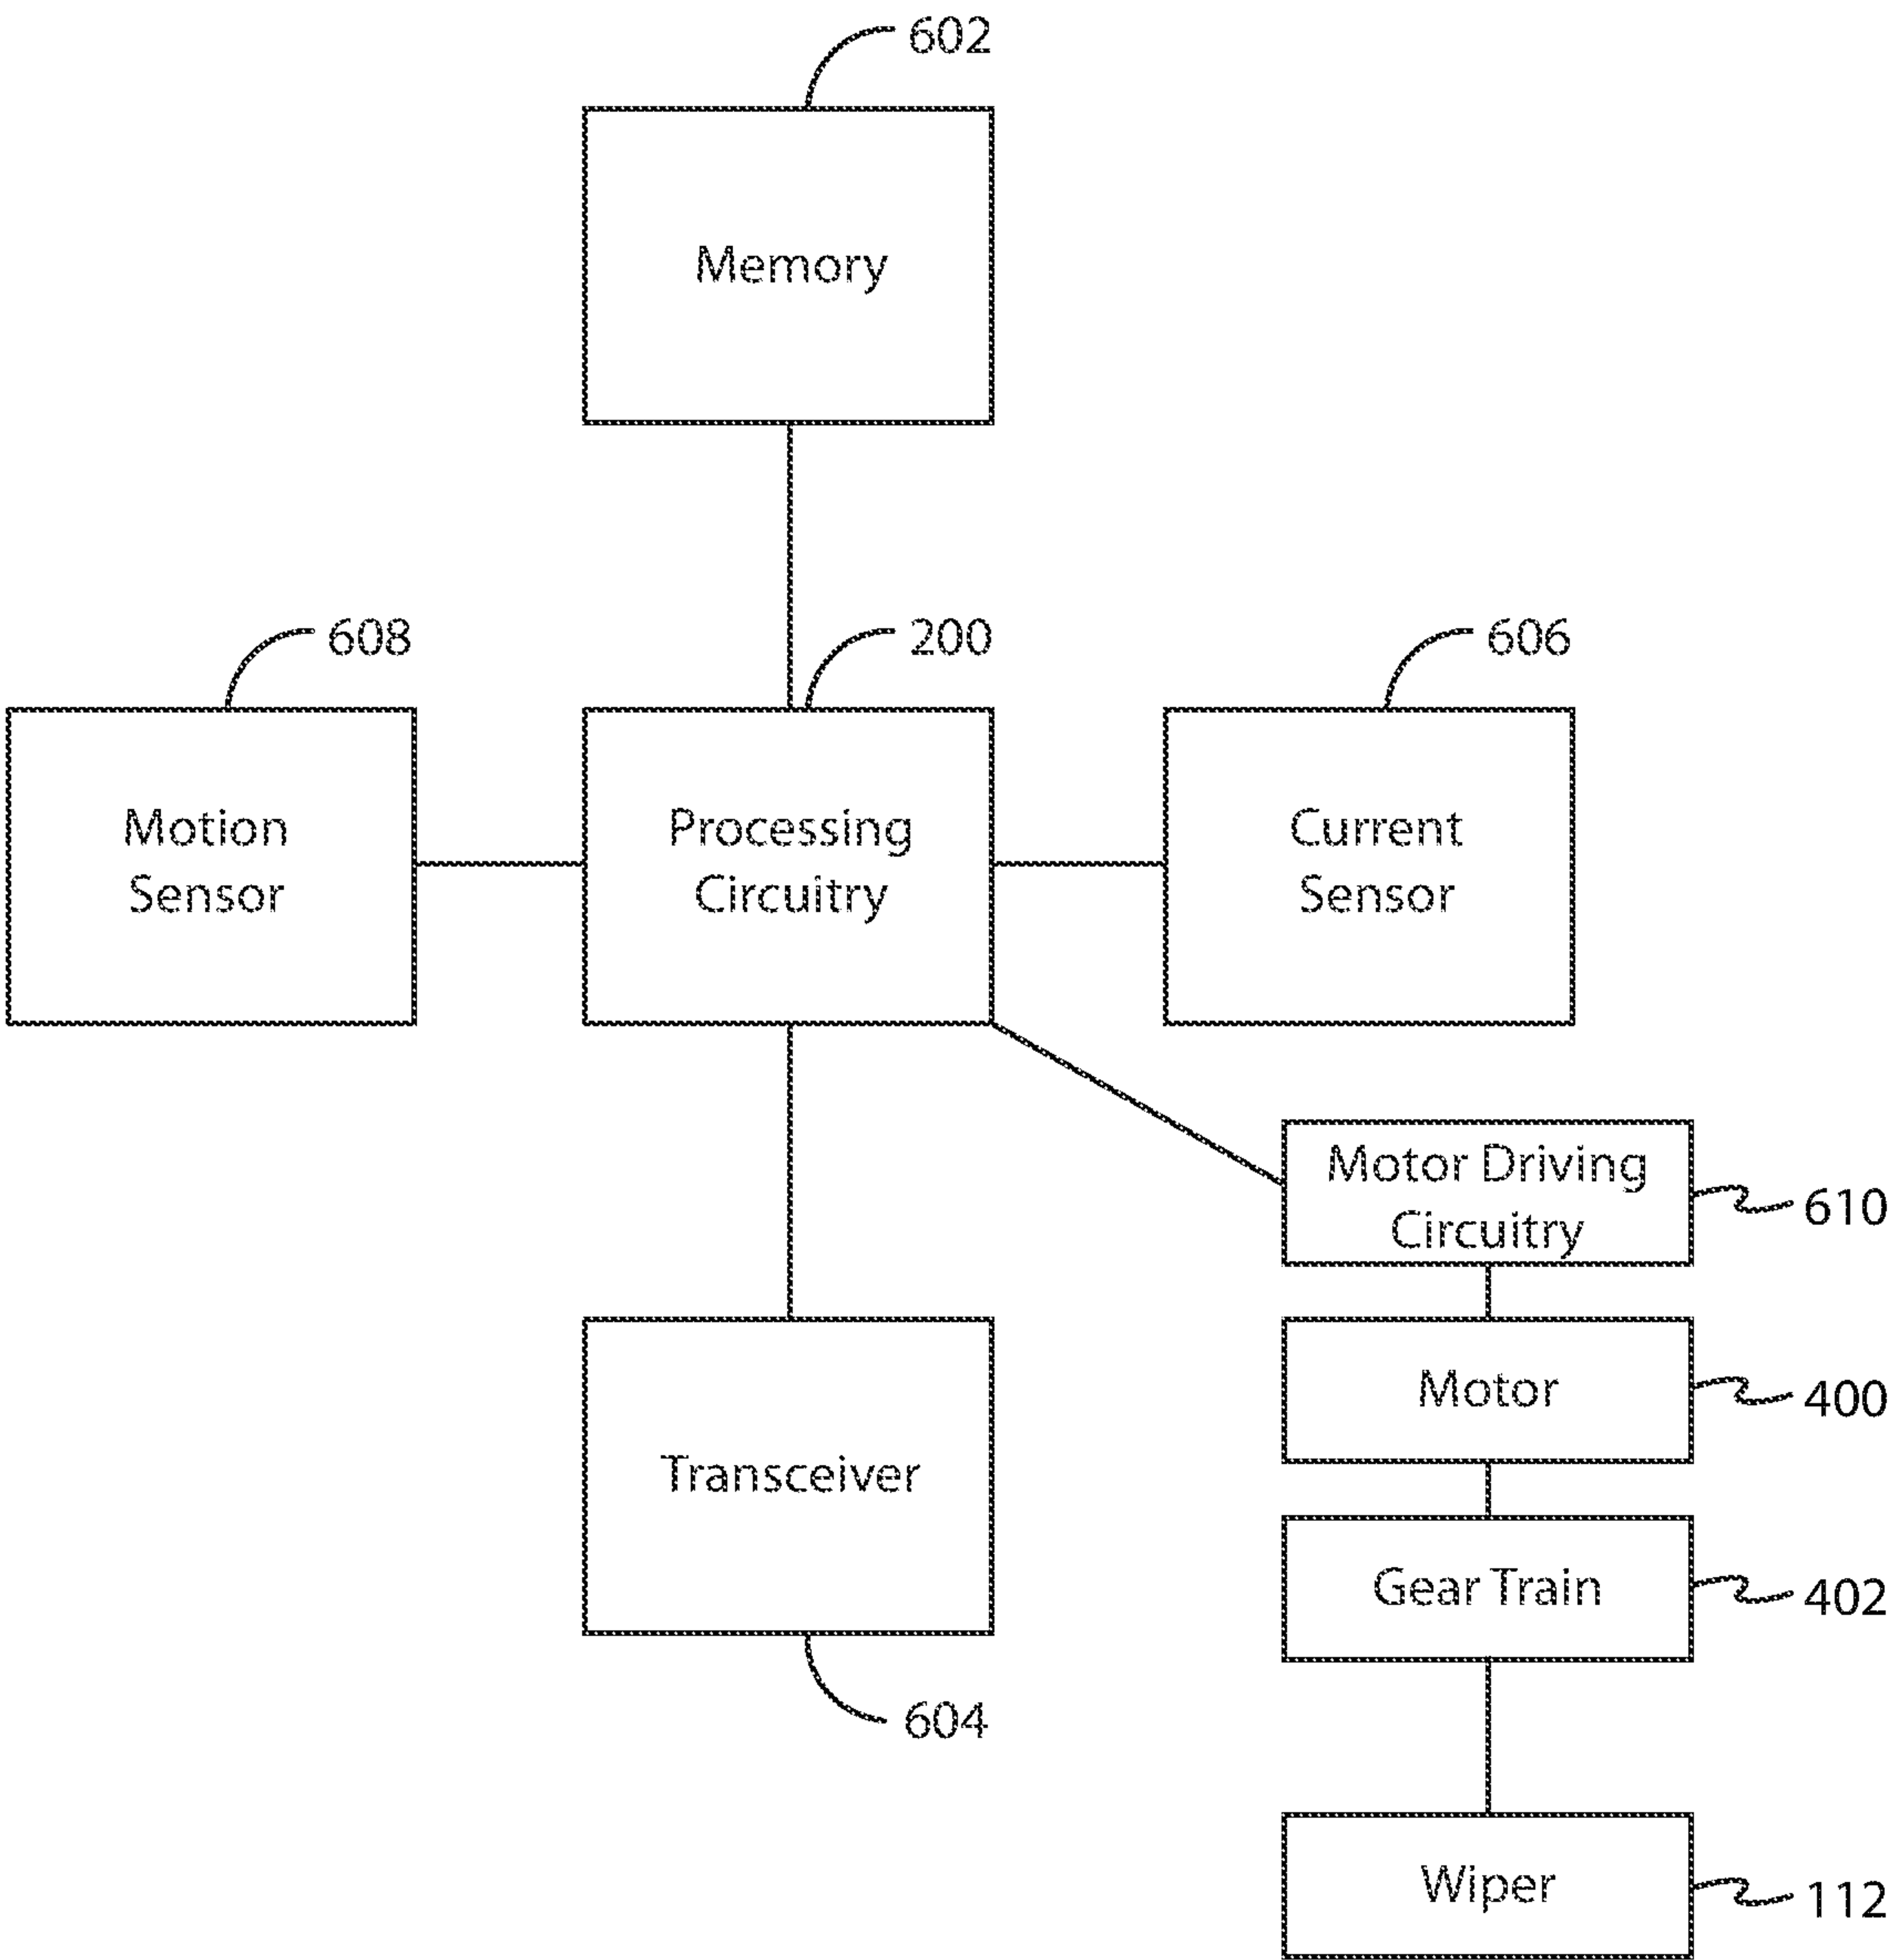 602
Memory
608
200
606
Motion
Sensor
Processing
Circuitry
Current
Sensor
Motor Driving
Circuitry
610
Motor
400
Transceiver
Gear Train
402
604
Wiper
112